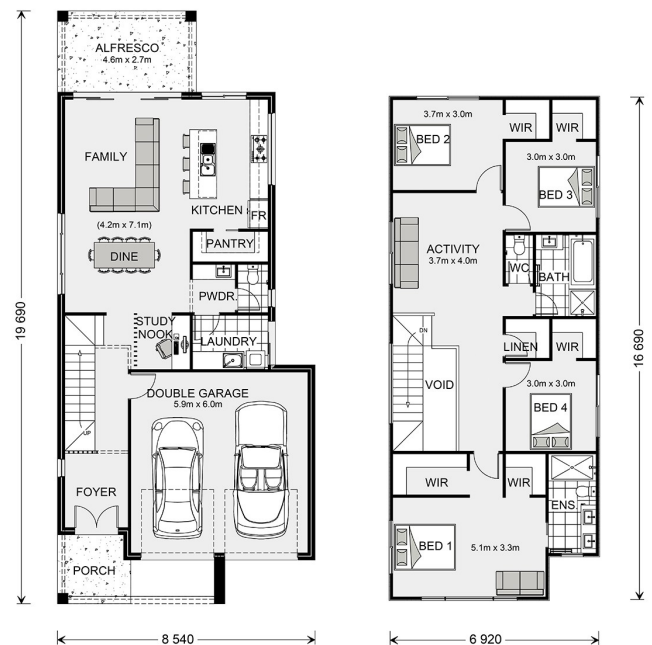 ALFRESCO
4.6m x 2.7m
FAMILY
KITCHEN
FR
(4.2m x 7.1m)
PANTRY
DINE
PWDR.
STUDY
NOOK
LAUNDRY
DOUBLE GARAGE
5.9m x 6.0m
UP
FOYER
PORCH
19 690
8 540
3.7m x 3.0m
BED 2
WIR
WIR
3.0m x 3.0m
BED 3
ACTIVITY
3.7m x 4.0m
WC
BATH
DN
LINEN
WIR
VOID
3.0m x 3.0m
BED 4
WIR
WIR
ENS.
BED 1
5.1m x 3.3m
16 690
6 920